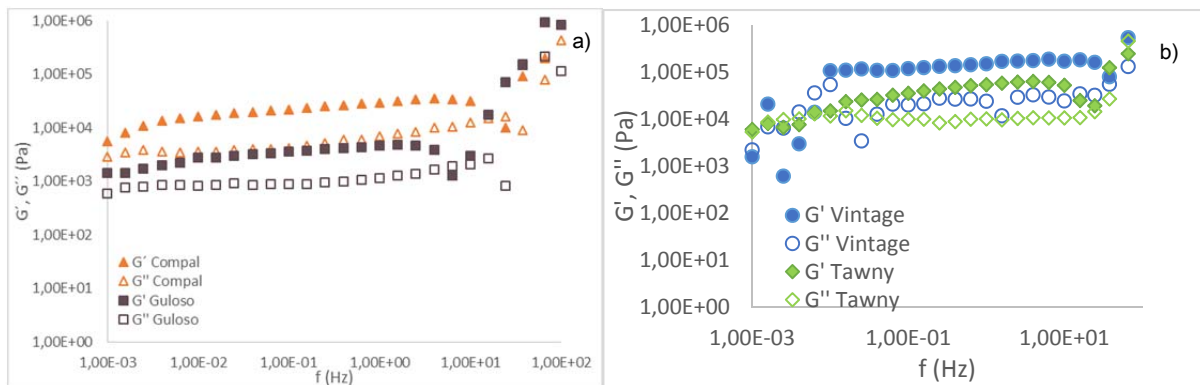 a)
G´, G´´ (Pa)
1,00E+06
1,00E+05
1,00E+04
1,00E+03
1,00E+02
1,00E+01
1,00E+00
G´ Compal
G'' Compal
G' Guloso
G'' Guloso
1,00E-03 1,00E-02 1,00E-01 1,00E+00 1,00E+01 1,00E+02
f (Hz)
b)
G', G'' (Pa)
1,00E+06
1,00E+05
1,00E+04
1,00E+03
1,00E+02
1,00E+01
1,00E+00
G' Vintage
G'' Vintage
G' Tawny
G'' Tawny
1,00E-03 1,00E-01 1,00E+01
f (Hz)